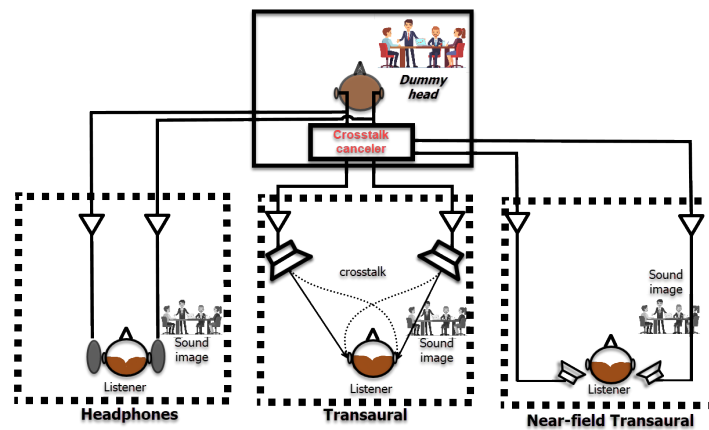 Dummy
head
Crosstalk
canceler
Sound
image
Listener
Headphones
crosstalk
Sound
image
Listener
Transaural
Sound
image
Listener
Near-field Transaural